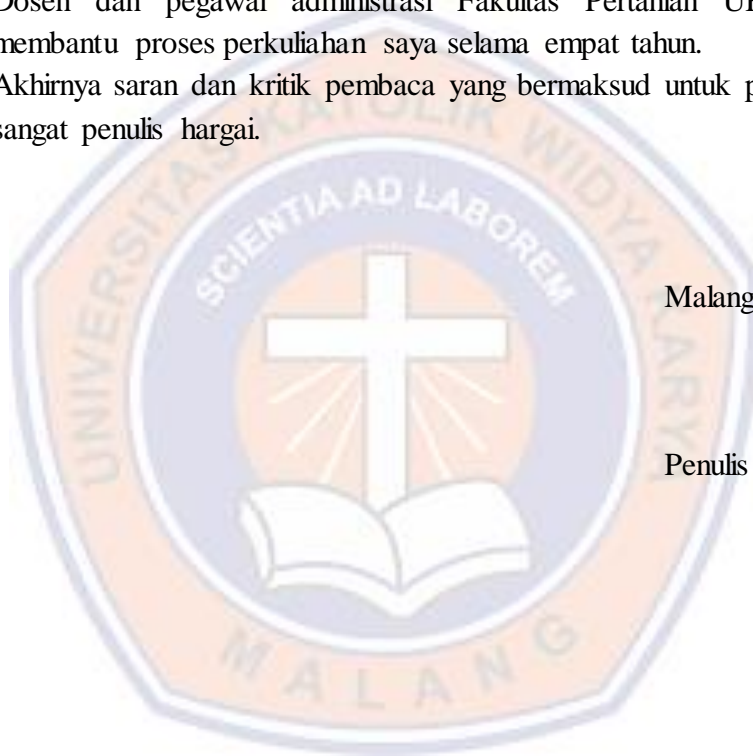 Dosen dan pegawai administrasi Fakultas Pertanian
membantu proses perkuliahan saya selama empat tahun.
Akhirnya saran dan kritik pembaca yang bermaksud untuk
sangat penulis hargai.
UNIVERSITAS KATOLIK WIDYA KARYA
SCIENTIA AD LABOREM
Malang
Penulis
MALANG